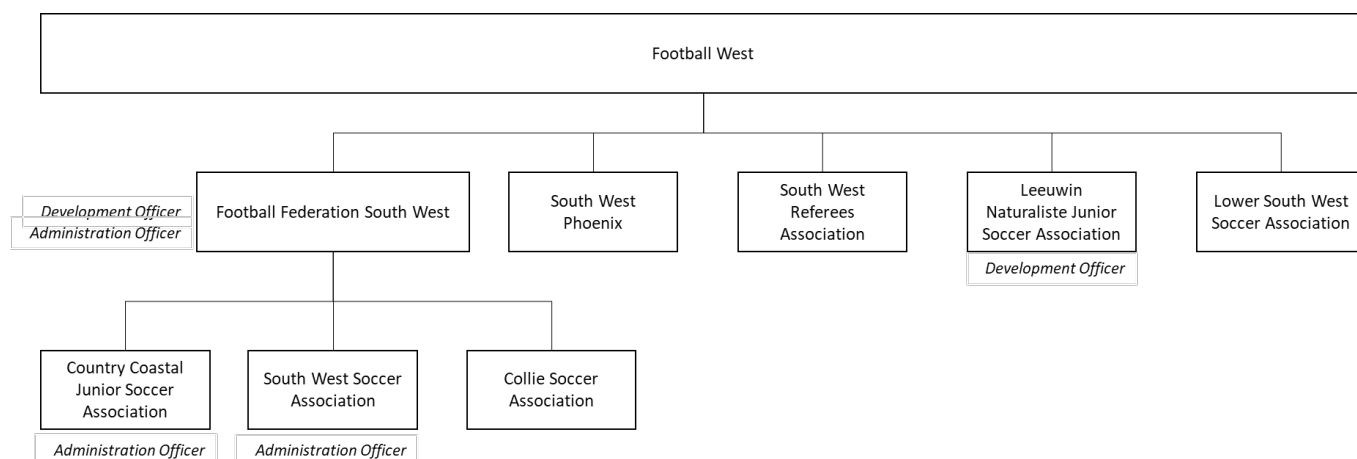 Football West
Development Officer
Administration Officer
Football Federation South West
South West
Phoenix
South West
Referees
Association
Leeuwin
Naturaliste Junior
Soccer Association
Development Officer
Lower South West
Soccer Association
Country Coastal
Junior Soccer
Association
Administration Officer
South West Soccer
Association
Administration Officer
Collie Soccer
Association